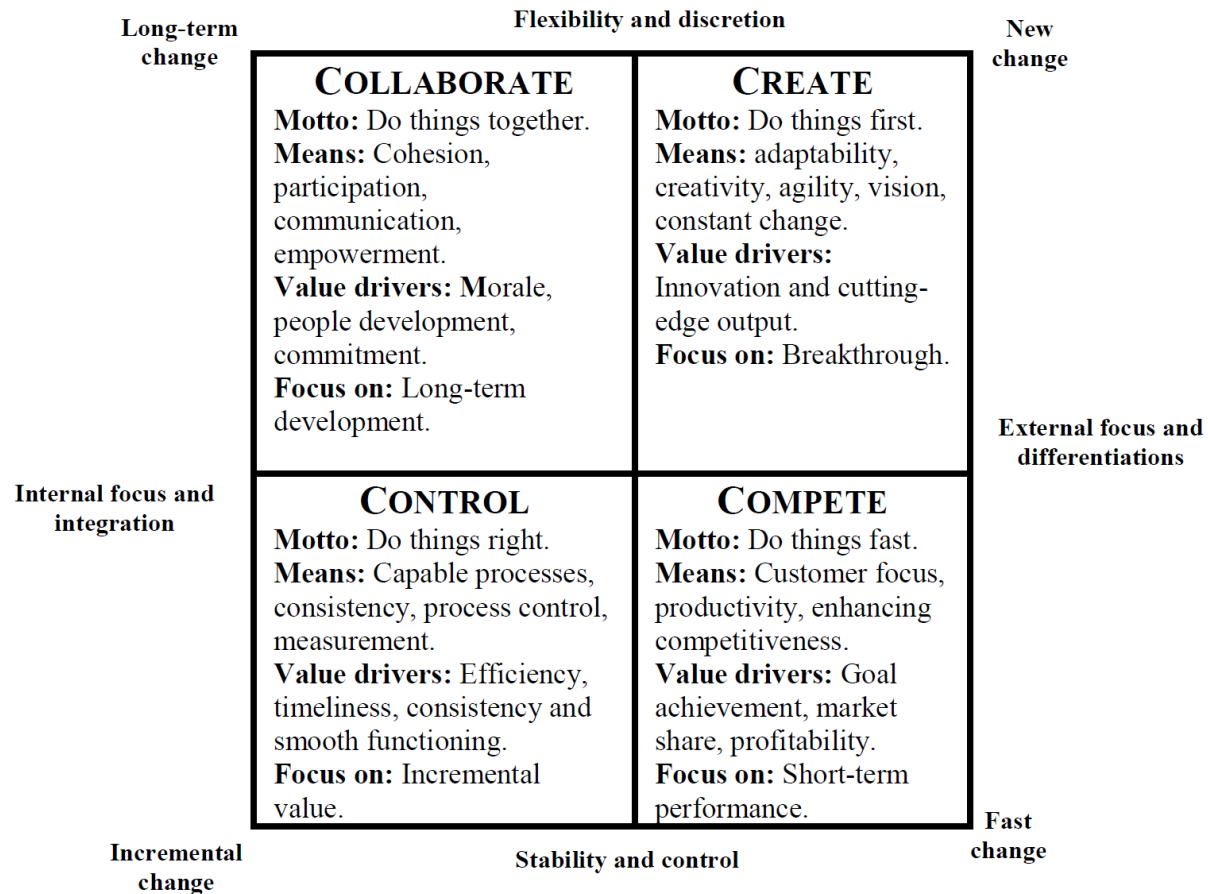 Flexibility and discretion
Long-term
change
New
change
COLLABORATE
Motto: Do things together.
Means: Cohesion,
participation,
communication,
empowerment.
Value drivers: Morale,
people development,
commitment.
Focus on: Long-term
development.
CREATE
Motto: Do things first.
Means: adaptability,
creativity, agility, vision,
constant change.
Value drivers:
Innovation and cutting-
edge output.
Focus on: Breakthrough.
External focus and
differentiations
Internal focus and
integration
CONTROL
Motto: Do things right.
Means: Capable processes,
consistency, process control,
measurement.
Value drivers: Efficiency,
timeliness, consistency and
smooth functioning.
Focus on: Incremental
value.
COMPETE
Motto: Do things fast.
Means: Customer focus,
productivity, enhancing
competitiveness.
Value drivers: Goal
achievement, market
share, profitability.
Focus on: Short-term
performance.
Incremental
change
Stability and control
Fast
change